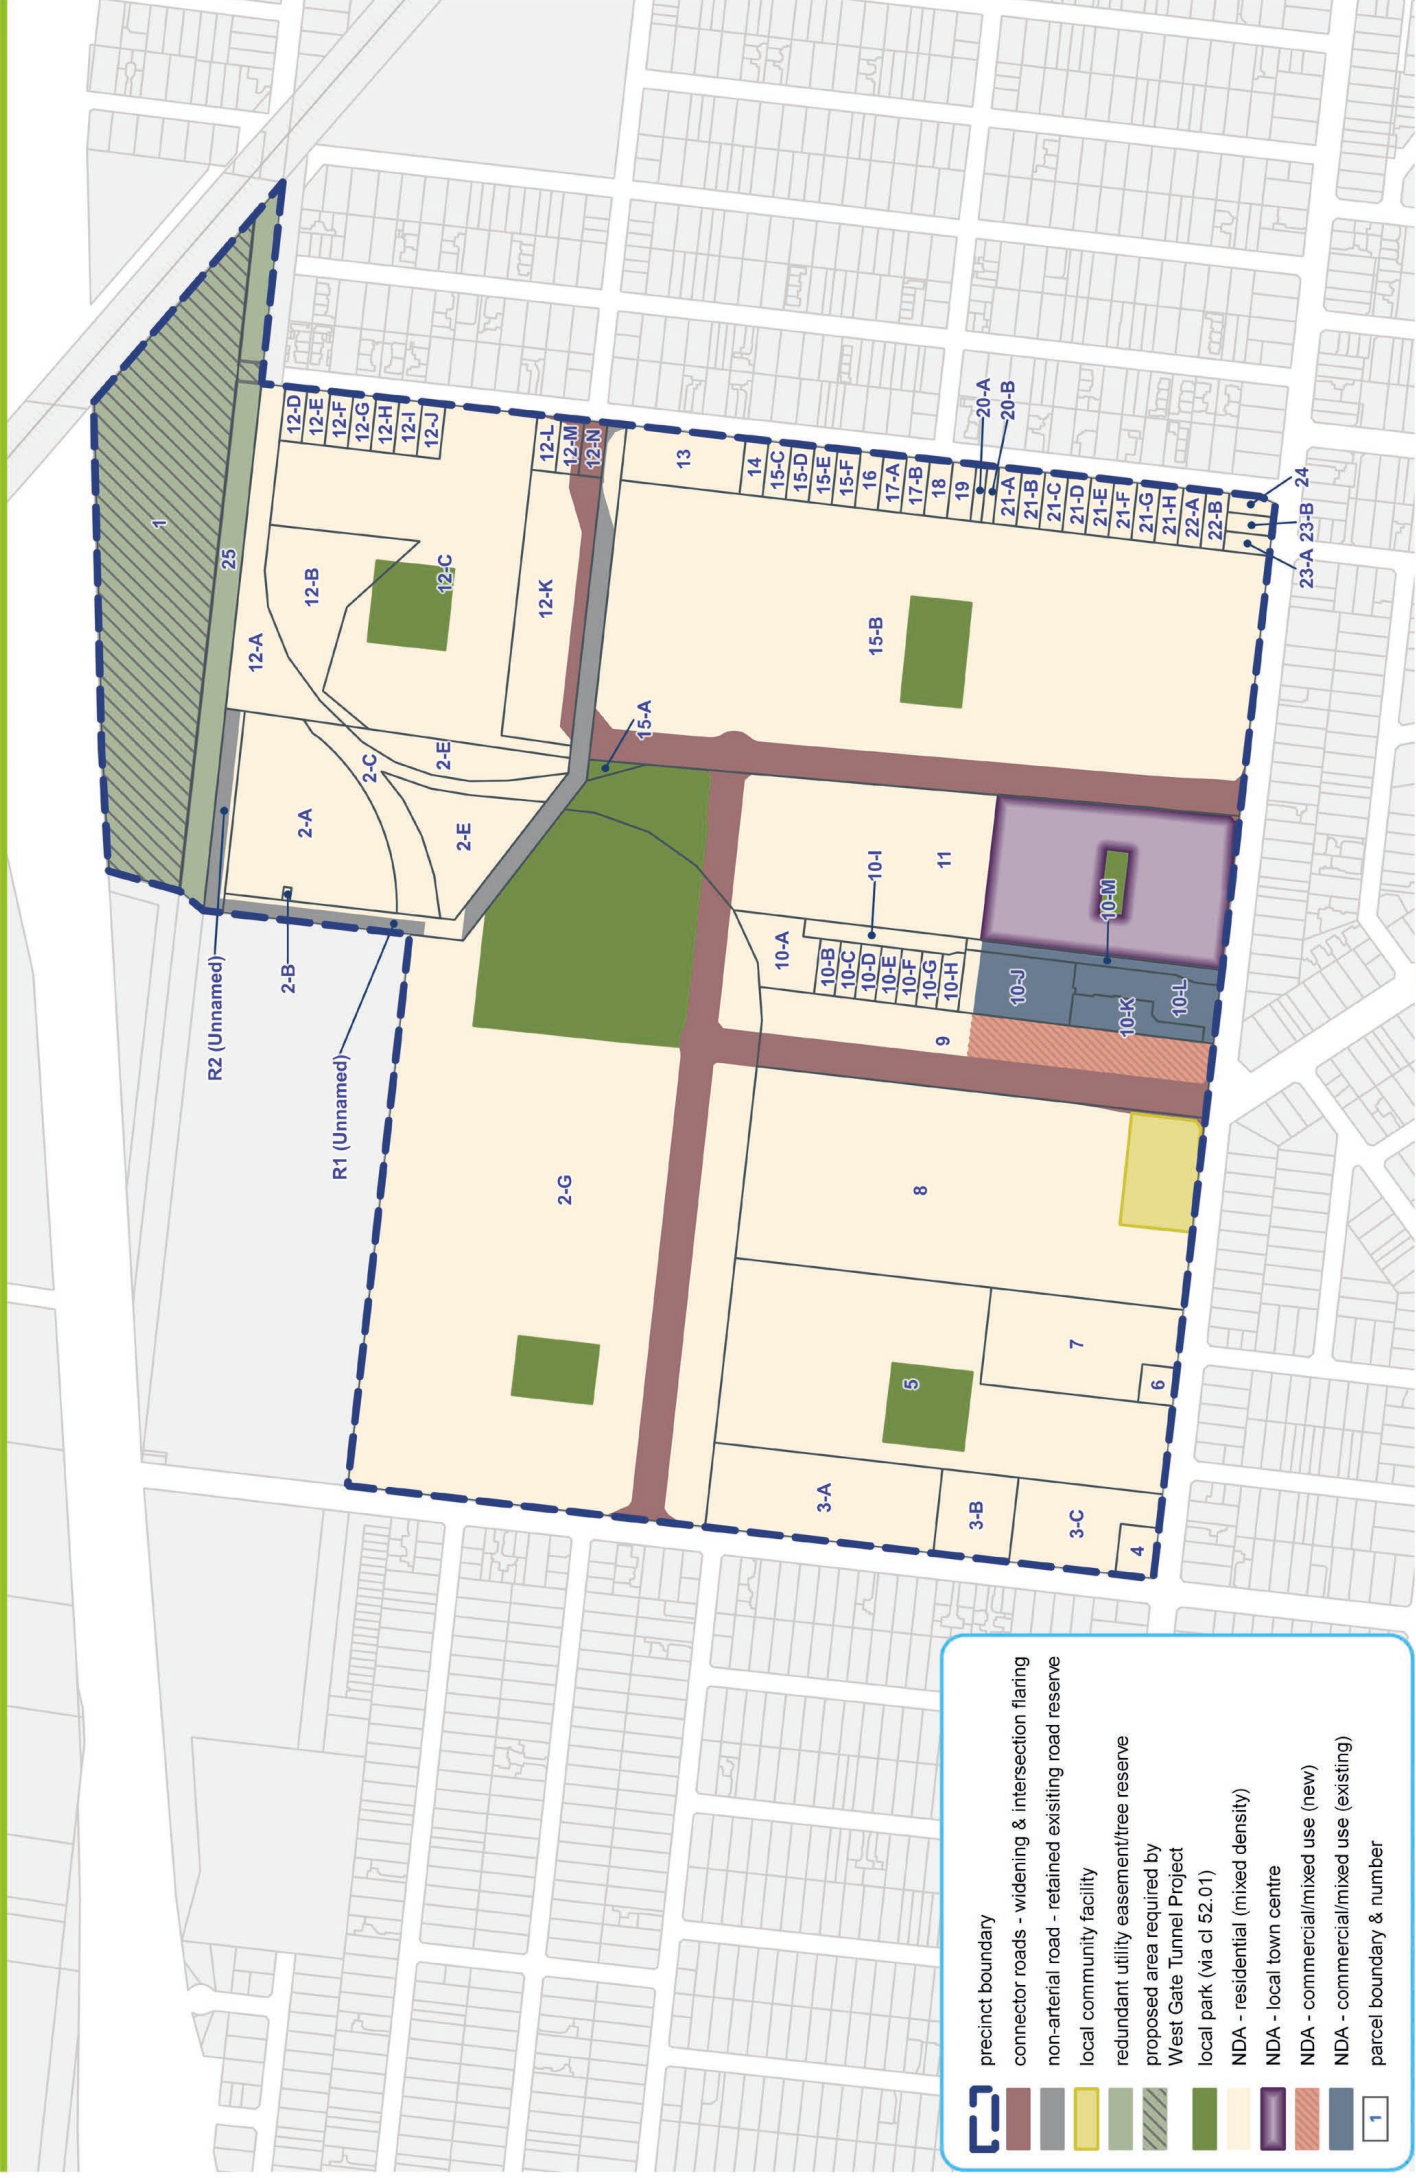 1
25
12-A
12-B
12-C
12-D
12-E
12-F
12-G
12-H
12-I
12-J
12-K
12-L
12-M
12-N
R2 (Unnamed)
R1 (Unnamed)
2-A
2-B
2-C
2-E
2-E
2-G
13
14
15-C
15-D
15-E
15-F
16
17-A
17-B
18
19
20-A
20-B
21-A
21-B
21-C
21-D
21-E
21-F
21-G
21-H
22-A
22-B
23-A
23-B
24
15-A
15-B
11
10-I
10-A
10-B
10-C
10-D
10-E
10-F
10-G
10-H
10-J
10-K
10-L
10-M
9
8
7
6
5
3-A
3-B
3-C
4
precinct boundary
connector roads - widening & intersection flaring
non-arterial road - retained exisiting road reserve
local community facility
redundant utility easement/tree reserve
proposed area required by
West Gate Tunnel Project
local park (via cl 52.01)
NDA - residential (mixed density)
NDA - local town centre
NDA - commercial/mixed use (new)
NDA - commercial/mixed use (existing)
1
parcel boundary & number